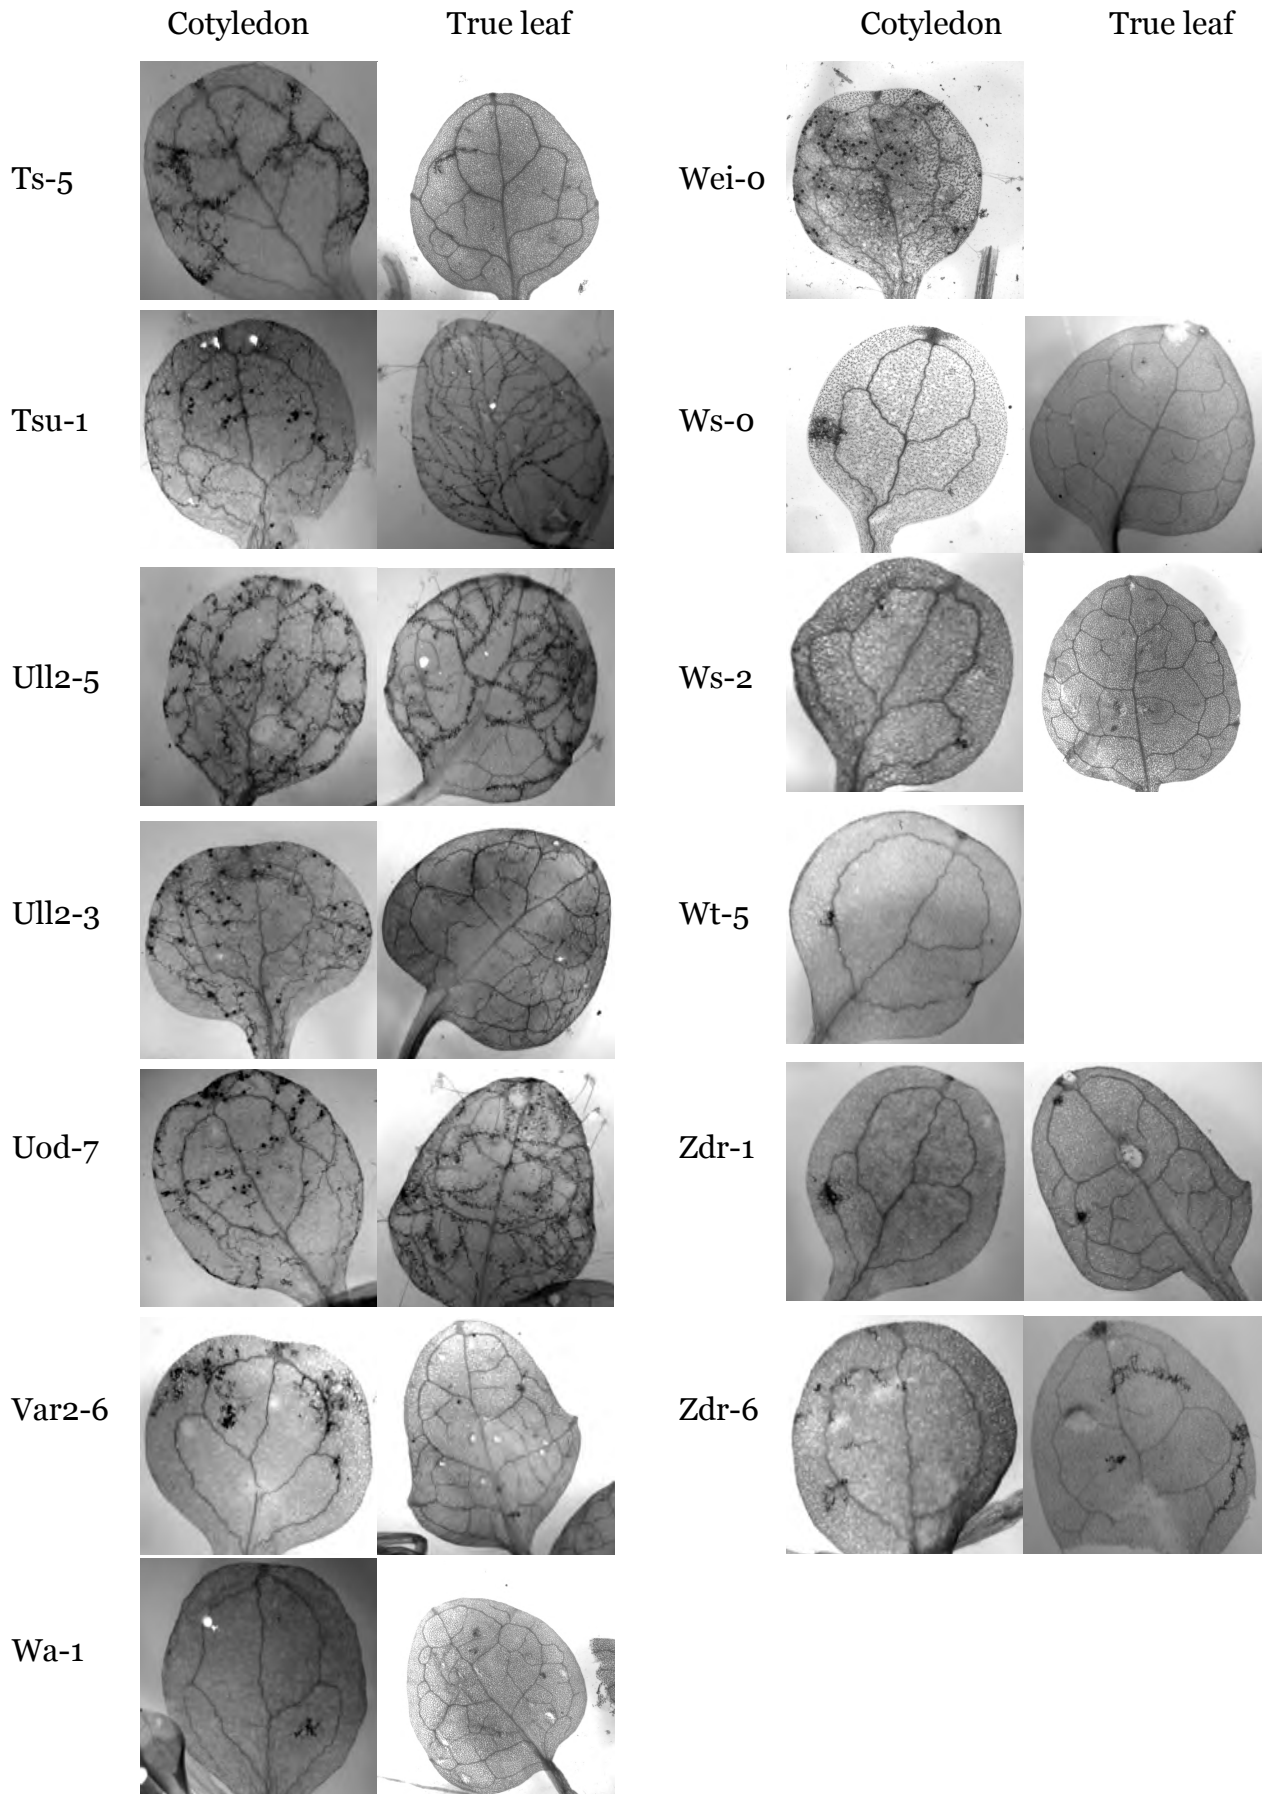 Cotyledon True leaf Cotyledon True leaf
Ts-5 Wei-0
Tsu-1 Ws-0
Ull2-5 Ws-2
Ull2-3 Wt-5
Uod-7 Zdr-1
Var2-6 Zdr-6
Wa-1